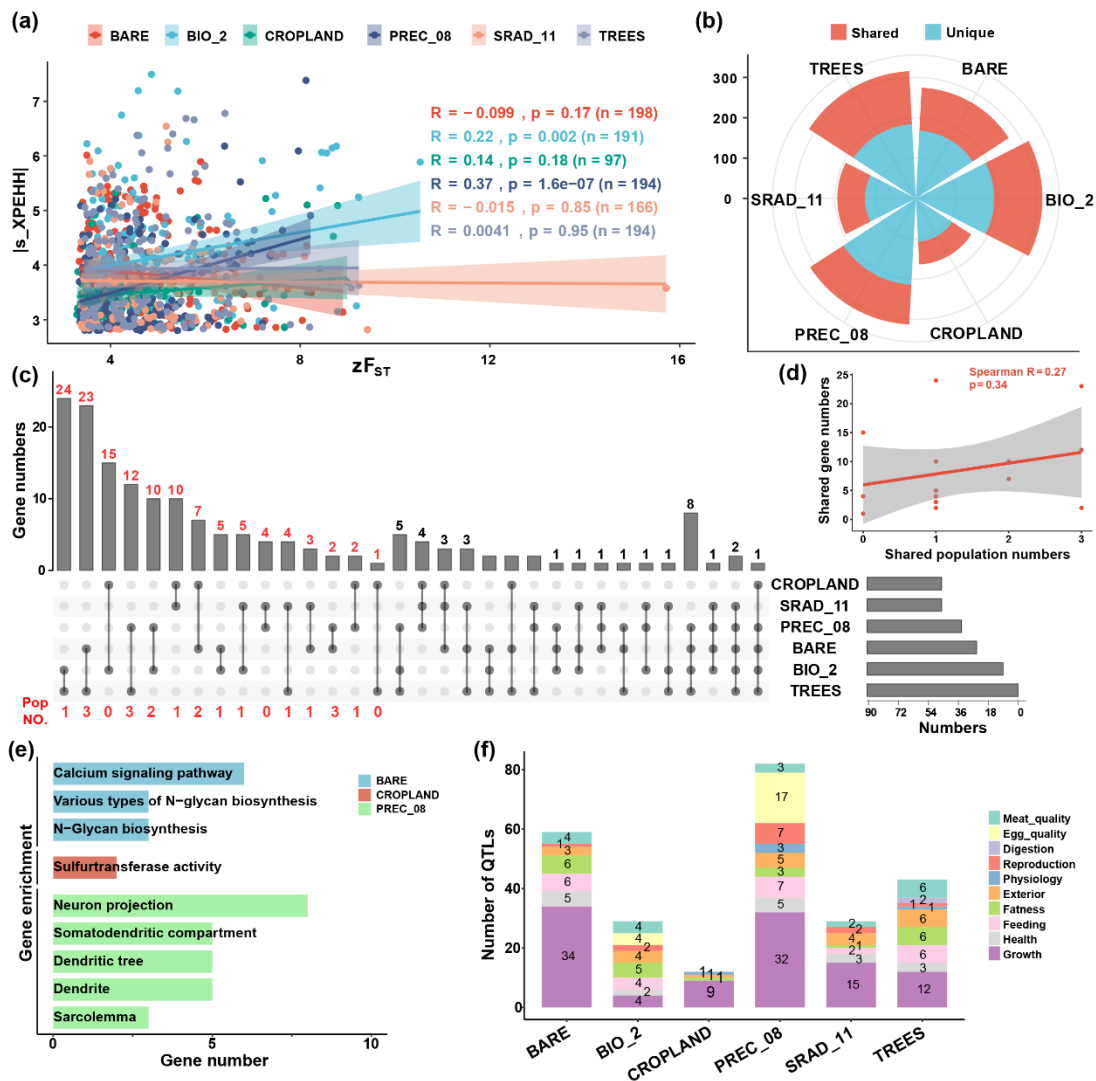 (a)
BARE BIO_2 CROPLAND PREC_08 SRAD_11 TREES
|s_XPEHH|
7
6
5
4
3
R = −0.099 , p = 0.17 (n = 198)
R = 0.22 , p = 0.002 (n = 191)
R = 0.14 , p = 0.18 (n = 97)
R = 0.37 , p = 1.6e−07 (n = 194)
R = −0.015 , p = 0.85 (n = 166)
R = 0.0041 , p = 0.95 (n = 194)
4 8 12 16
zFST
(b)
Shared Unique
300
200
100
0
TREES BARE
SRAD_11 BIO_2
PREC_08 CROPLAND
(c)
Gene numbers
20
10
0
24 23 15 12 10 10 7 5 5 4 4 3 2 2 1 5 4 3 3 1 1 1 1 1 1 8 1 2 1
CROPLAND
SRAD_11
PREC_08
BARE
BIO_2
TREES
Pop
NO.
1 3 0 3 2 1 2 1 1 0 1 1 3 1 0
90 72 54 36 18 0
Numbers
(d)
Spearman R = 0.27
p = 0.34
Shared gene numbers
25
20
15
10
5
0
0 1 2 3
Shared population numbers
(e)
Gene enrichment
Calcium signaling pathway
Various types of N−glycan biosynthesis
N−Glycan biosynthesis
Sulfurtransferase activity
Neuron projection
Somatodendritic compartment
Dendritic tree
Dendrite
Sarcolemma
BARE
CROPLAND
PREC_08
0 5 10
Gene number
(f)
Number of QTLs
80
60
40
20
0
4
1
3
6
6
5
34
4
4
2
4
5
4
2
4
1
1
1
1
9
3
17
7
3
5
3
7
5
32
2
2
4
1
2
3
15
6
2
1
1
6
6
6
3
12
BARE BIO_2 CROPLAND PREC_08 SRAD_11 TREES
Meat_quality
Egg_quality
Digestion
Reproduction
Physiology
Exterior
Fatness
Feeding
Health
Growth